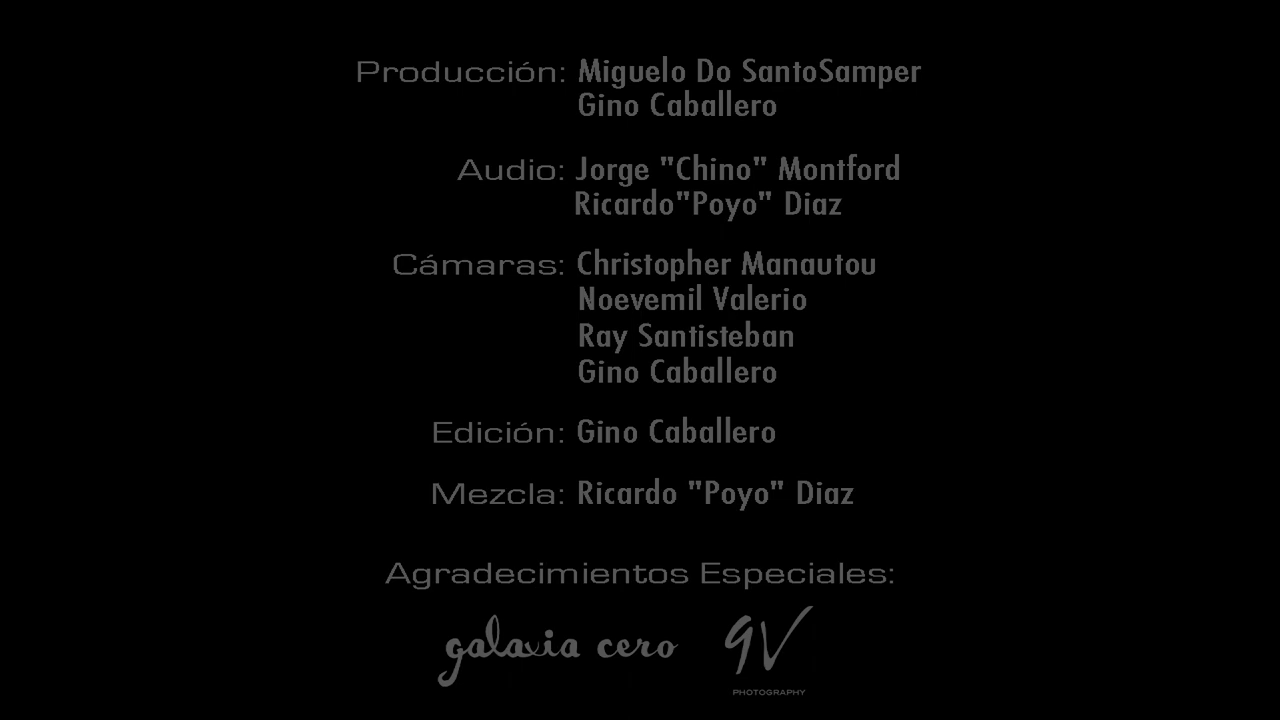 Producción: Miguelo Do SantoSamper
Gino Caballero
Audio: Jorge "Chino" Montford
Ricardo"Poyo" Diaz
Cámaras: Christopher Manautou
Noevemil Valerio
Ray Santisteban
Gino Caballero
Edición: Gino Caballero
Mezcla: Ricardo "Poyo" Diaz
Agradecimientos Especiales:
galaxia cero
gV
PHOTOGRAPHY